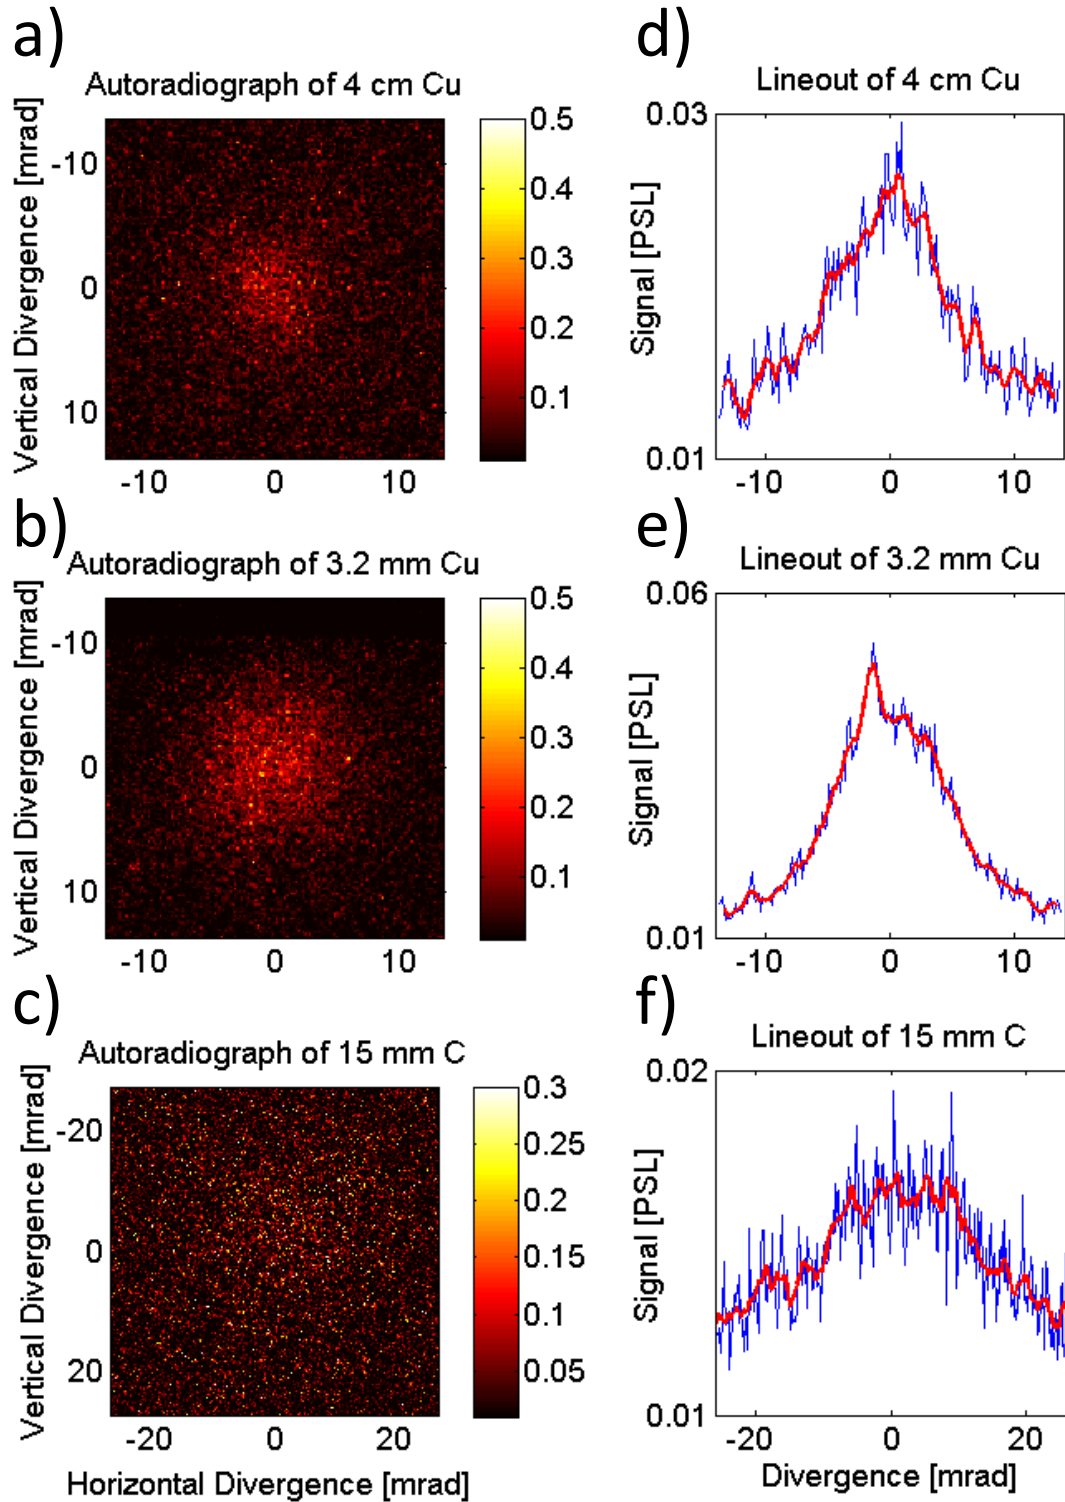 a)
Autoradiograph of 4 cm Cu
Vertical Divergence [mrad]
-10
0
10
-10 0 10
0.5
0.4
0.3
0.2
0.1
d)
Lineout of 4 cm Cu
Signal [PSL]
0.03
0.01
-10 0 10
b)
Autoradiograph of 3.2 mm Cu
Vertical Divergence [mrad]
-10
0
10
-10 0 10
0.5
0.4
0.3
0.2
0.1
e)
Lineout of 3.2 mm Cu
Signal [PSL]
0.06
0.01
-10 0 10
c)
Autoradiograph of 15 mm C
Vertical Divergence [mrad]
-20
0
20
-20 0 20
Horizontal Divergence [mrad]
0.3
0.25
0.2
0.15
0.1
0.05
f)
Lineout of 15 mm C
Signal [PSL]
0.02
0.01
-20 0 20
Divergence [mrad]